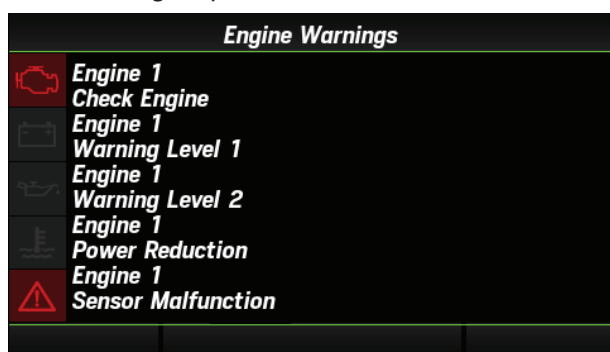 Engine Warnings
Engine 1
Check Engine
Engine 1
Warning Level 1
Engine 1
Warning Level 2
Engine 1
Power Reduction
Engine 1
Sensor Malfunction